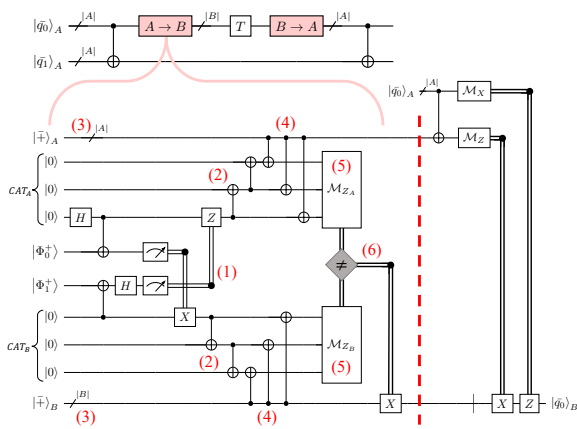 |q̄0⟩A |A| A → B |B| T B → A |A|
|q̄1⟩A
|q̄0⟩A |A| ℳX
|∓⟩A (3) |A| (4) ℳZ
|0⟩ (5)
CATA |0⟩ (2) ℳZA
|0⟩ H Z
|Φ0+⟩ (1) ≠ (6)
|Φ1+⟩ H
|0⟩ X
CATB |0⟩ (2) ℳZB
|0⟩ (5)
|∓⟩B (3) |B| (4) X X Z |q̄0⟩B